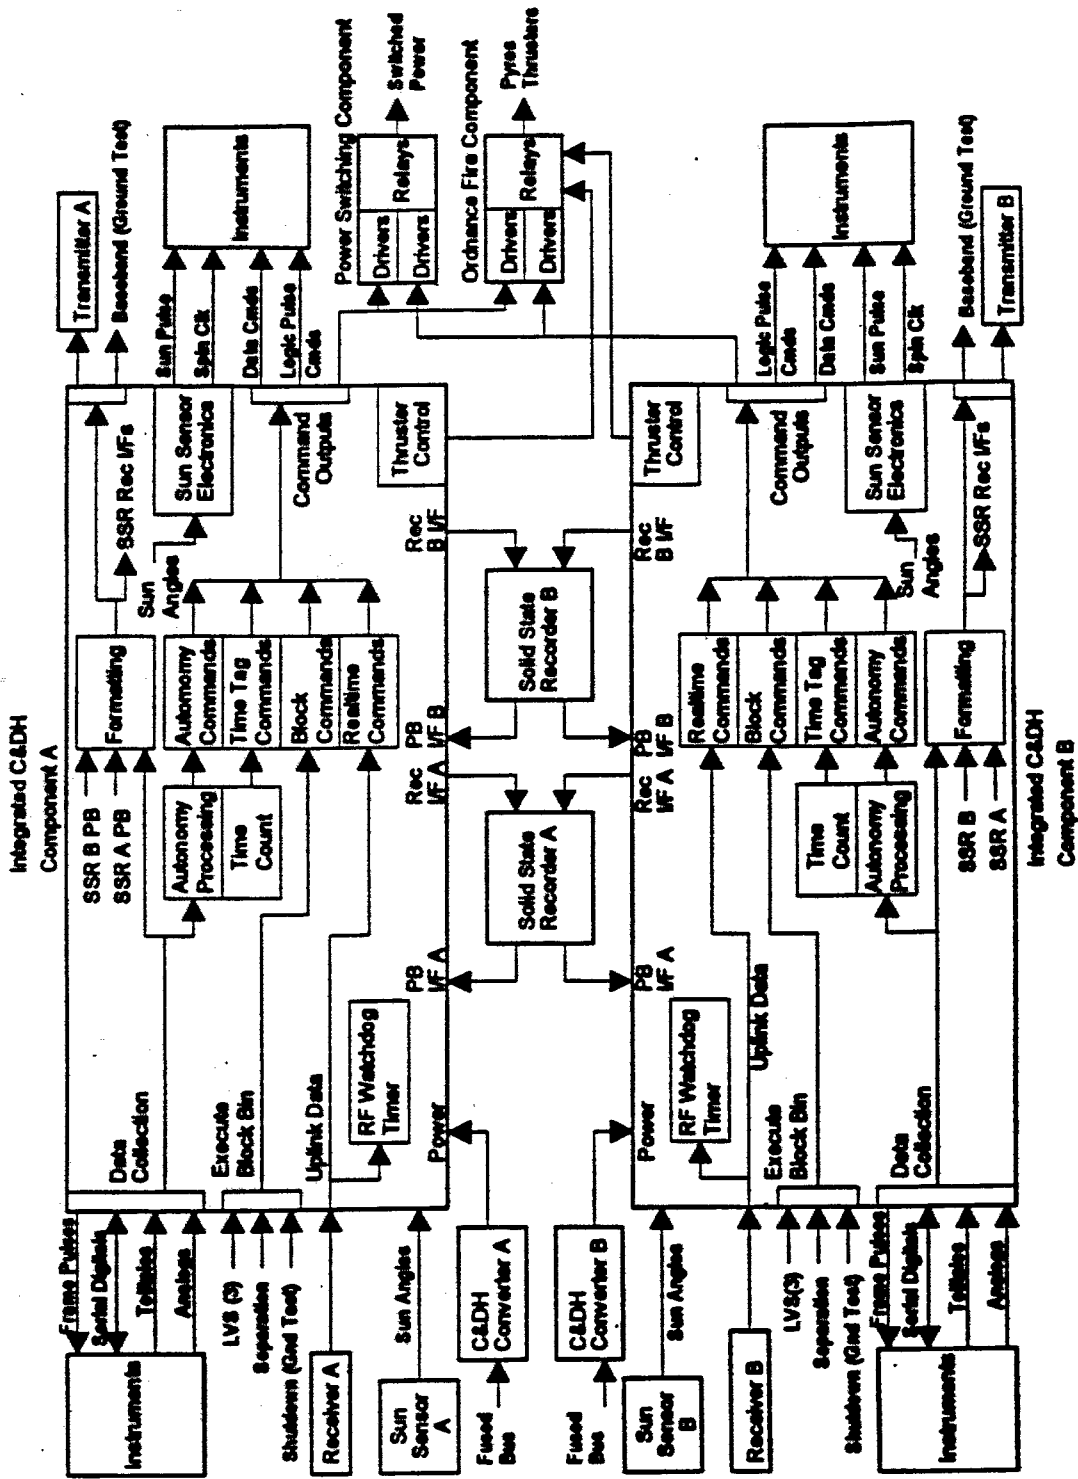 Integrated C&DH
Component A
Instruments
Frame Pulses
Serial Digitals
Telltales
Analogs
LVS (3)
Separation
Shutdown (Gnd Test)
Receiver A
Sun
Sensor
A
Sun Angles
Fused
Bus
C&DH
Converter A
Data
Collection
Execute
Block Bin
Uplink Data
RF Watchdog
Timer
Power
SSR B PB
SSR A PB
Autonomy
Processing
Time
Count
Formatting
Autonomy
Commands
Time Tag
Commands
Block
Commands
Realtime
Commands
SSR Rec I/Fs
Sun
Angles
Sun Sensor
Electronics
Command
Outputs
Thruster
Control
Transmitter A
Baseband (Ground Test)
Sun Pulse
Spin Clk
Data Cmds
Logic Pulse
Cmds
Instruments
Power Switching Component
Drivers
Drivers
Relays
Switched
Power
Ordnance Fire Component
Drivers
Drivers
Relays
Pyros
Thrusters
PB
I/F A
Rec
I/F A
PB
I/F B
Rec
B I/F
Solid State
Recorder A
Solid State
Recorder B
PB
I/F A
Rec
I/F A
PB
I/F B
Rec
B I/F
Fused
Bus
C&DH
Converter B
Power
Sun
Sensor
B
Sun Angles
Receiver B
LVS(3)
Separation
Shutdown (Gnd Test)
Frame Pulses
Serial Digitals
Telltales
Analogs
Instruments
RF Watchdog
Timer
Uplink Data
Execute
Block Bin
Data
Collection
Time
Count
Autonomy
Processing
SSR B
SSR A
Realtime
Commands
Block
Commands
Time Tag
Commands
Autonomy
Commands
Formatting
Sun
Angles
SSR Rec I/Fs
Thruster
Control
Command
Outputs
Sun Sensor
Electronics
Logic Pulse
Cmds
Data Cmds
Sun Pulse
Spin Clk
Instruments
Baseband (Ground Test)
Transmitter B
Integrated C&DH
Component B